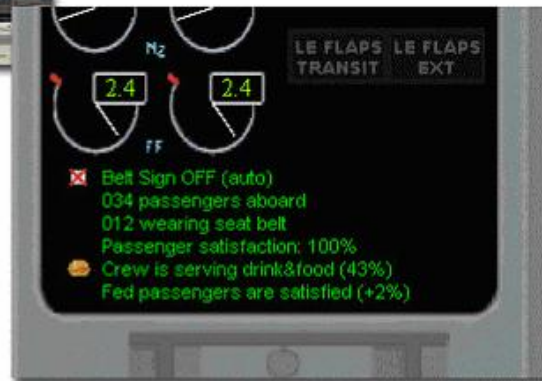 N2
LE FLAPS LE FLAPS
TRANSIT EXT
2.4 2.4
FF
Belt Sign OFF (auto)
034 passengers aboard
012 wearing seat belt
Passenger satisfaction: 100%
Crew is serving drink&food (43%)
Fed passengers are satisfied (+2%)